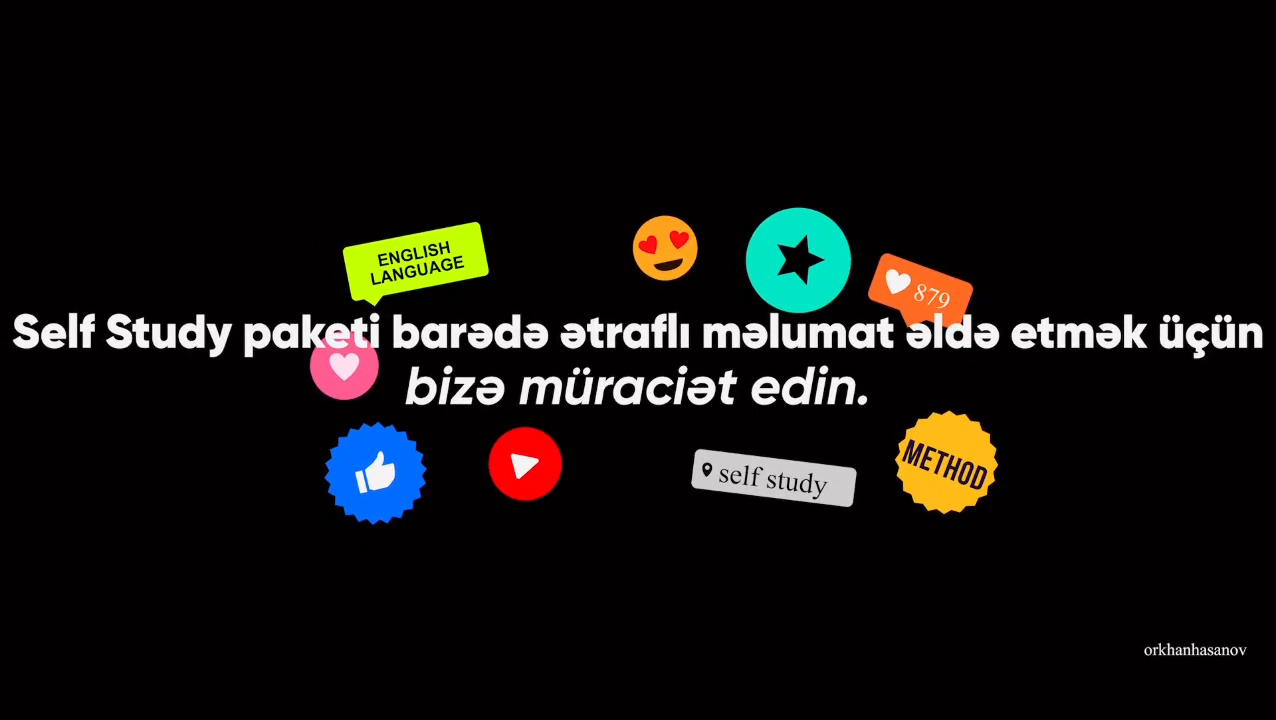 ENGLISH
LANGUAGE
879
Self Study paketi barədə ətraflı məlumat əldə etmək üçün
bizə müraciət edin.
self study
METHOD
orkhanhasanov